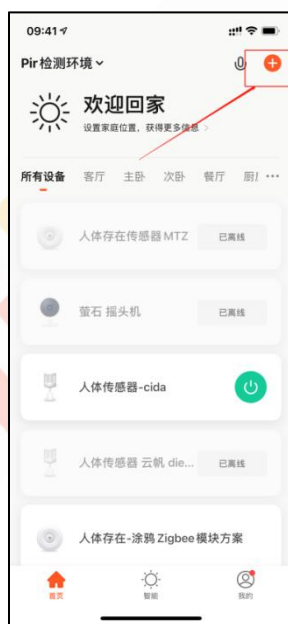 09:41
Pir检测环境
欢迎回家
设置家庭位置，获得更多信息
所有设备 客厅 主卧 次卧 餐厅
人体存在传感器MTZ 已离线
萤石 摇头机 已离线
人体传感器-cida
人体传感器 云帆 die... 已离线
人体存在-涂鸦Zigbee模块方案
首页 智能 我的